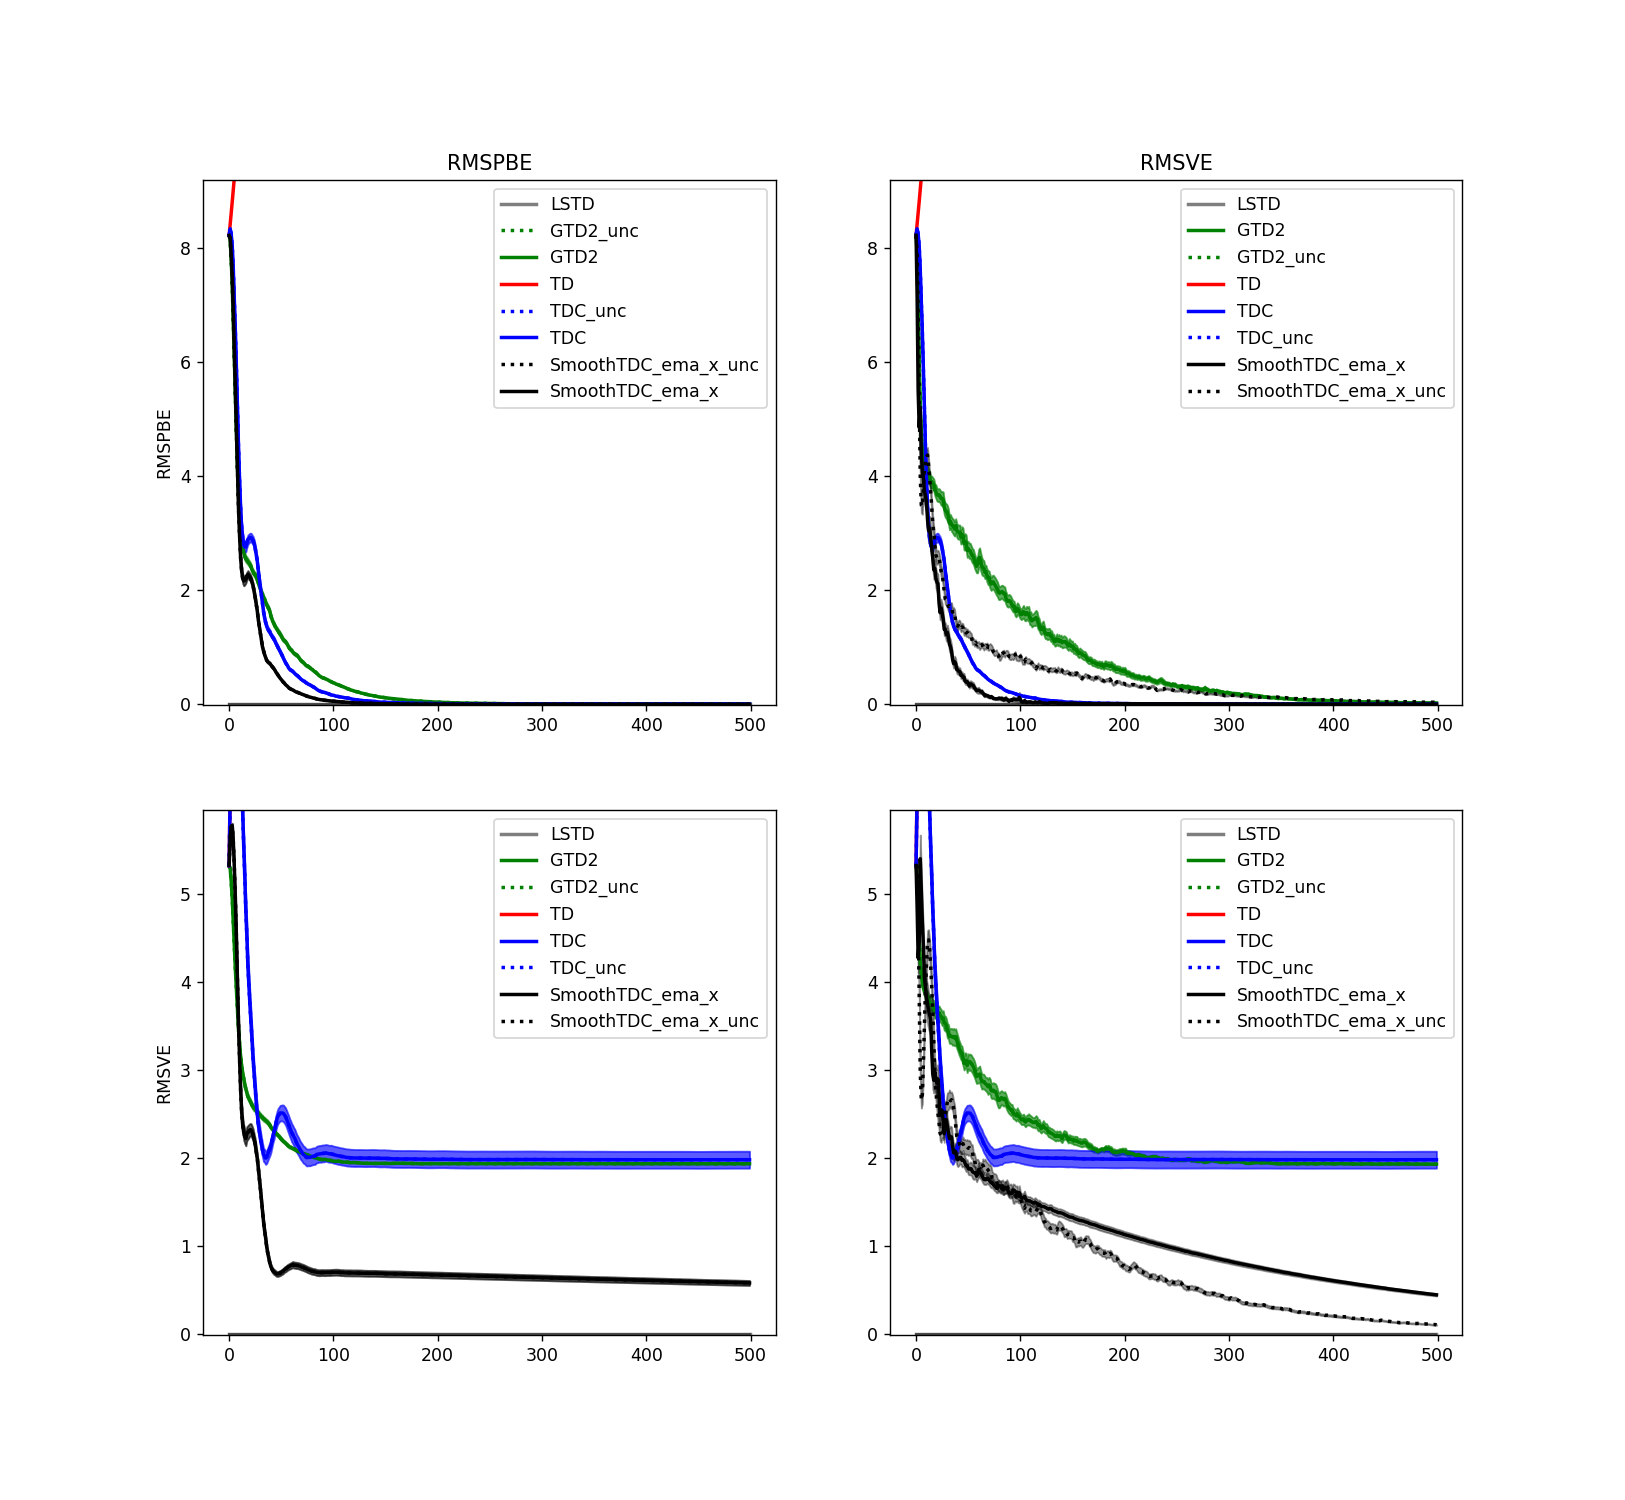 RMSPBE
RMSPBE
8
6
4
2
0
0 100 200 300 400 500
LSTD
GTD2_unc
GTD2
TD
TDC_unc
TDC
SmoothTDC_ema_x_unc
SmoothTDC_ema_x
RMSVE
8
6
4
2
0
0 100 200 300 400 500
LSTD
GTD2
GTD2_unc
TD
TDC
TDC_unc
SmoothTDC_ema_x
SmoothTDC_ema_x_unc
RMSVE
5
4
3
2
1
0
0 100 200 300 400 500
LSTD
GTD2
GTD2_unc
TD
TDC
TDC_unc
SmoothTDC_ema_x
SmoothTDC_ema_x_unc
5
4
3
2
1
0
0 100 200 300 400 500
LSTD
GTD2
GTD2_unc
TD
TDC
TDC_unc
SmoothTDC_ema_x
SmoothTDC_ema_x_unc